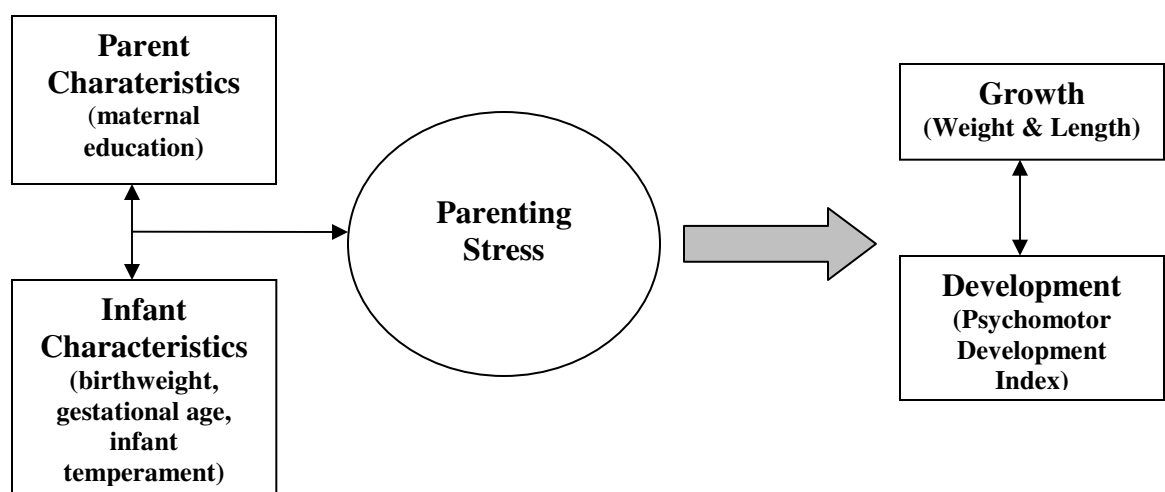 Parent
Charateristics
(maternal
education)
Infant
Characteristics
(birthweight,
gestational age,
infant
temperament)
Parenting
Stress
Growth
(Weight & Length)
Development
(Psychomotor
Development
Index)